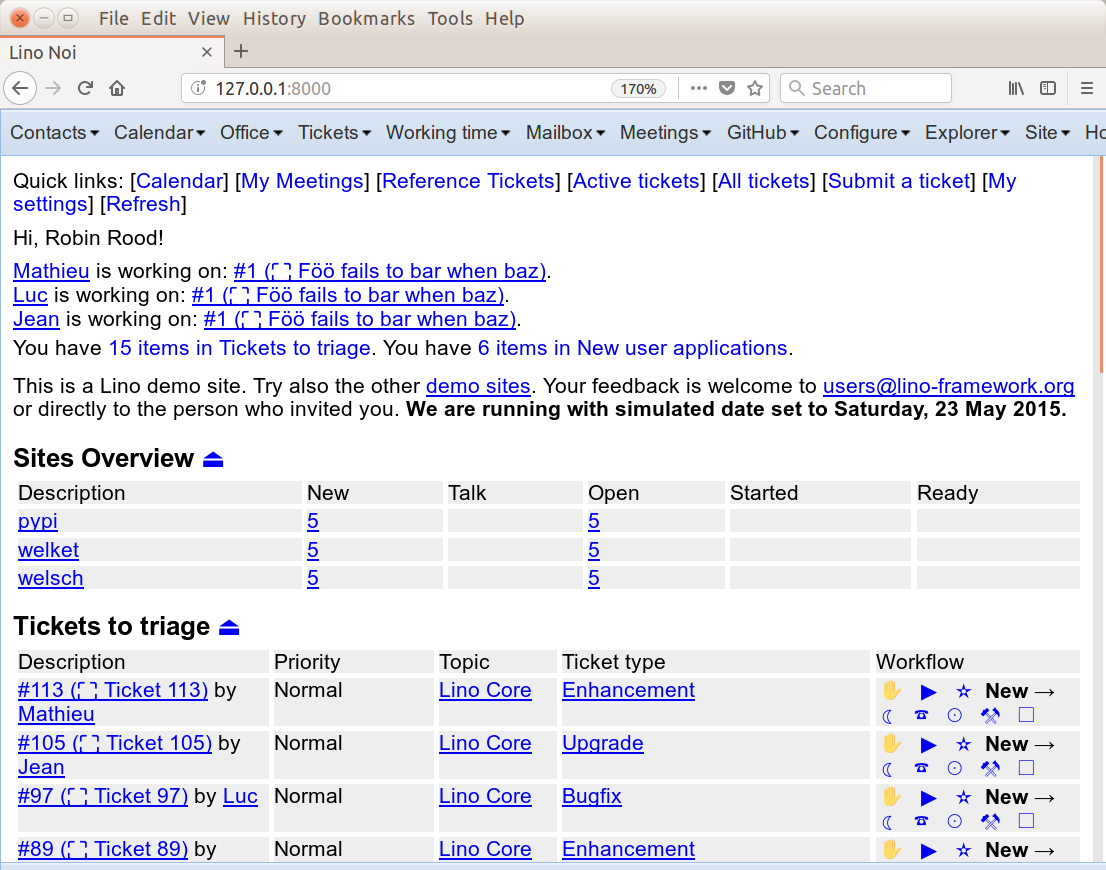 File Edit View History Bookmarks Tools Help
Lino Noi
127.0.0.1:8000 170% Search
Contacts Calendar Office Tickets Working time Mailbox Meetings GitHub Configure Explorer Site Ho
Quick links: [Calendar] [My Meetings] [Reference Tickets] [Active tickets] [All tickets] [Submit a ticket] [My
settings] [Refresh]
Hi, Robin Rood!
Mathieu is working on: #1 (⛶ Föö fails to bar when baz).
Luc is working on: #1 (⛶ Föö fails to bar when baz).
Jean is working on: #1 (⛶ Föö fails to bar when baz).
You have 15 items in Tickets to triage. You have 6 items in New user applications.
This is a Lino demo site. Try also the other demo sites. Your feedback is welcome to users@lino-framework.org
or directly to the person who invited you. We are running with simulated date set to Saturday, 23 May 2015.
Sites Overview ⏏
Description New Talk Open Started Ready
pypi 5 5
welket 5 5
welsch 5 5
Tickets to triage ⏏
Description Priority Topic Ticket type Workflow
#113 (⛶ Ticket 113) by Normal Lino Core Enhancement ✋ ▶ ☆ New →
Mathieu ☾ ☎ ☉ ⚒ ☐
#105 (⛶ Ticket 105) by Normal Lino Core Upgrade ✋ ▶ ☆ New →
Jean ☾ ☎ ☉ ⚒ ☐
#97 (⛶ Ticket 97) by Luc Normal Lino Core Bugfix ✋ ▶ ☆ New →
☾ ☎ ☉ ⚒ ☐
#89 (⛶ Ticket 89) by Normal Lino Core Enhancement ✋ ▶ ☆ New →